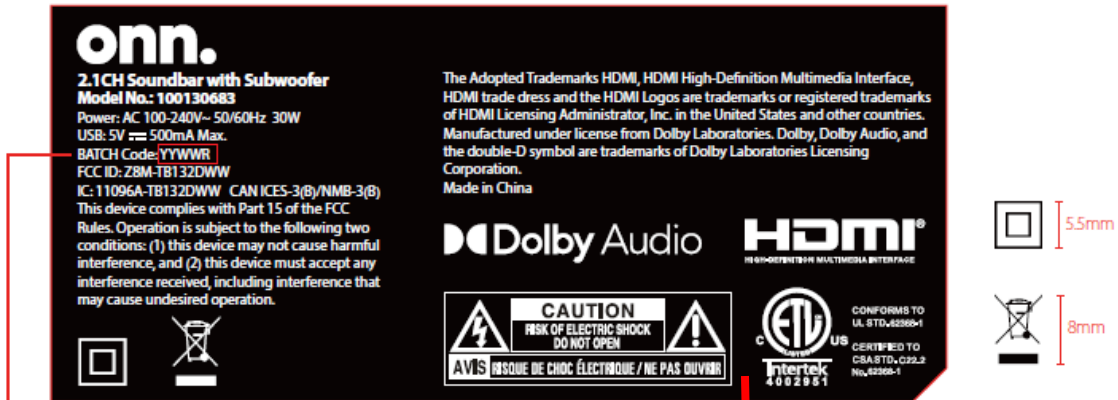 onn.
2.1CH Soundbar with Subwoofer
Model No.: 100130683
Power: AC 100-240V~ 50/60Hz 30W
USB: 5V ⎓ 500mA Max.
BATCH Code: YYWWR
FCC ID: Z8M-TB132DWW
IC: 11096A-TB132DWW CAN ICES-3(B)/NMB-3(B)
This device complies with Part 15 of the FCC
Rules. Operation is subject to the following two
conditions: (1) this device may not cause harmful
interference, and (2) this device must accept any
interference received, including interference that
may cause undesired operation.
The Adopted Trademarks HDMI, HDMI High-Definition Multimedia Interface,
HDMI trade dress and the HDMI Logos are trademarks or registered trademarks
of HDMI Licensing Administrator, Inc. in the United States and other countries.
Manufactured under license from Dolby Laboratories. Dolby, Dolby Audio, and
the double-D symbol are trademarks of Dolby Laboratories Licensing
Corporation.
Made in China
Dolby Audio
HDMI®
HIGH-DEFINITION MULTIMEDIA INTERFACE
CAUTION
RISK OF ELECTRIC SHOCK
DO NOT OPEN
AVIS RISQUE DE CHOC ÉLECTRIQUE / NE PAS OUVRIR
C ETL US
LISTED
Intertek
4002951
CONFORMS TO
UL STD.62368-1
CERTIFIED TO
CSA STD.C22.2
No.62368-1
5.5mm
8mm